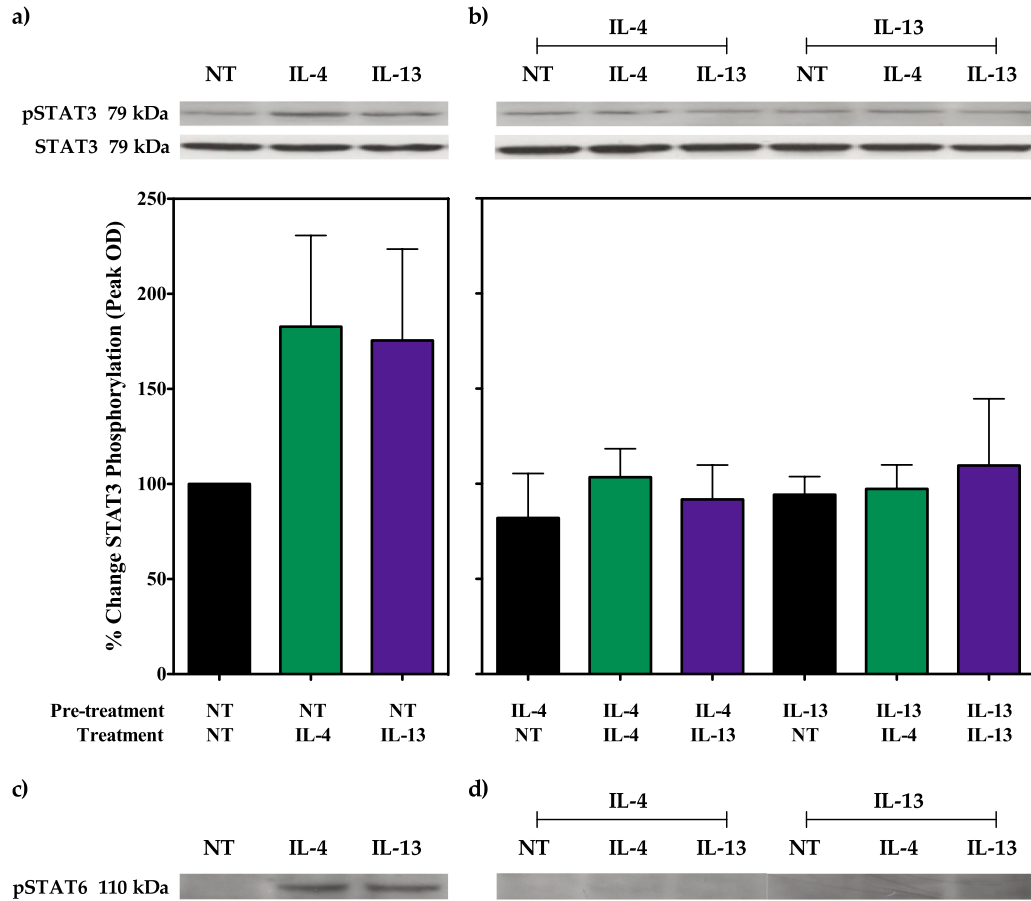 a)
b)
IL-4
IL-13
NT IL-4 IL-13
NT IL-4 IL-13 NT IL-4 IL-13
pSTAT3 79 kDa
STAT3 79 kDa
% Change STAT3 Phosphorylation (Peak OD)
250
200
150
100
50
0
Pre-treatment NT NT NT IL-4 IL-4 IL-4 IL-13 IL-13 IL-13
Treatment NT IL-4 IL-13 NT IL-4 IL-13 NT IL-4 IL-13
c)
d)
IL-4
IL-13
NT IL-4 IL-13
NT IL-4 IL-13 NT IL-4 IL-13
pSTAT6 110 kDa